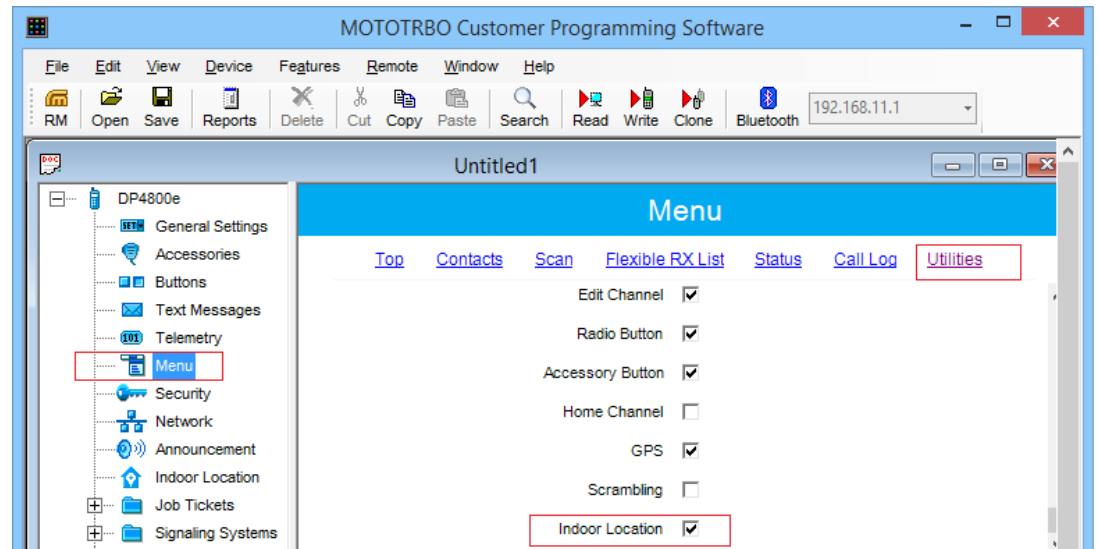 MOTOTRBO Customer Programming Software
File Edit View Device Features Remote Window Help
RM Open Save Reports Delete Cut Copy Paste Search Read Write Clone Bluetooth 192.168.11.1
DOC Untitled1
DP4800e
SET General Settings
Accessories
Buttons
Text Messages
101 Telemetry
Menu
Security
Network
Announcement
Indoor Location
Job Tickets
Signaling Systems
Menu
Top Contacts Scan Flexible RX List Status Call Log Utilities
Edit Channel
Radio Button
Accessory Button
Home Channel
GPS
Scrambling
Indoor Location